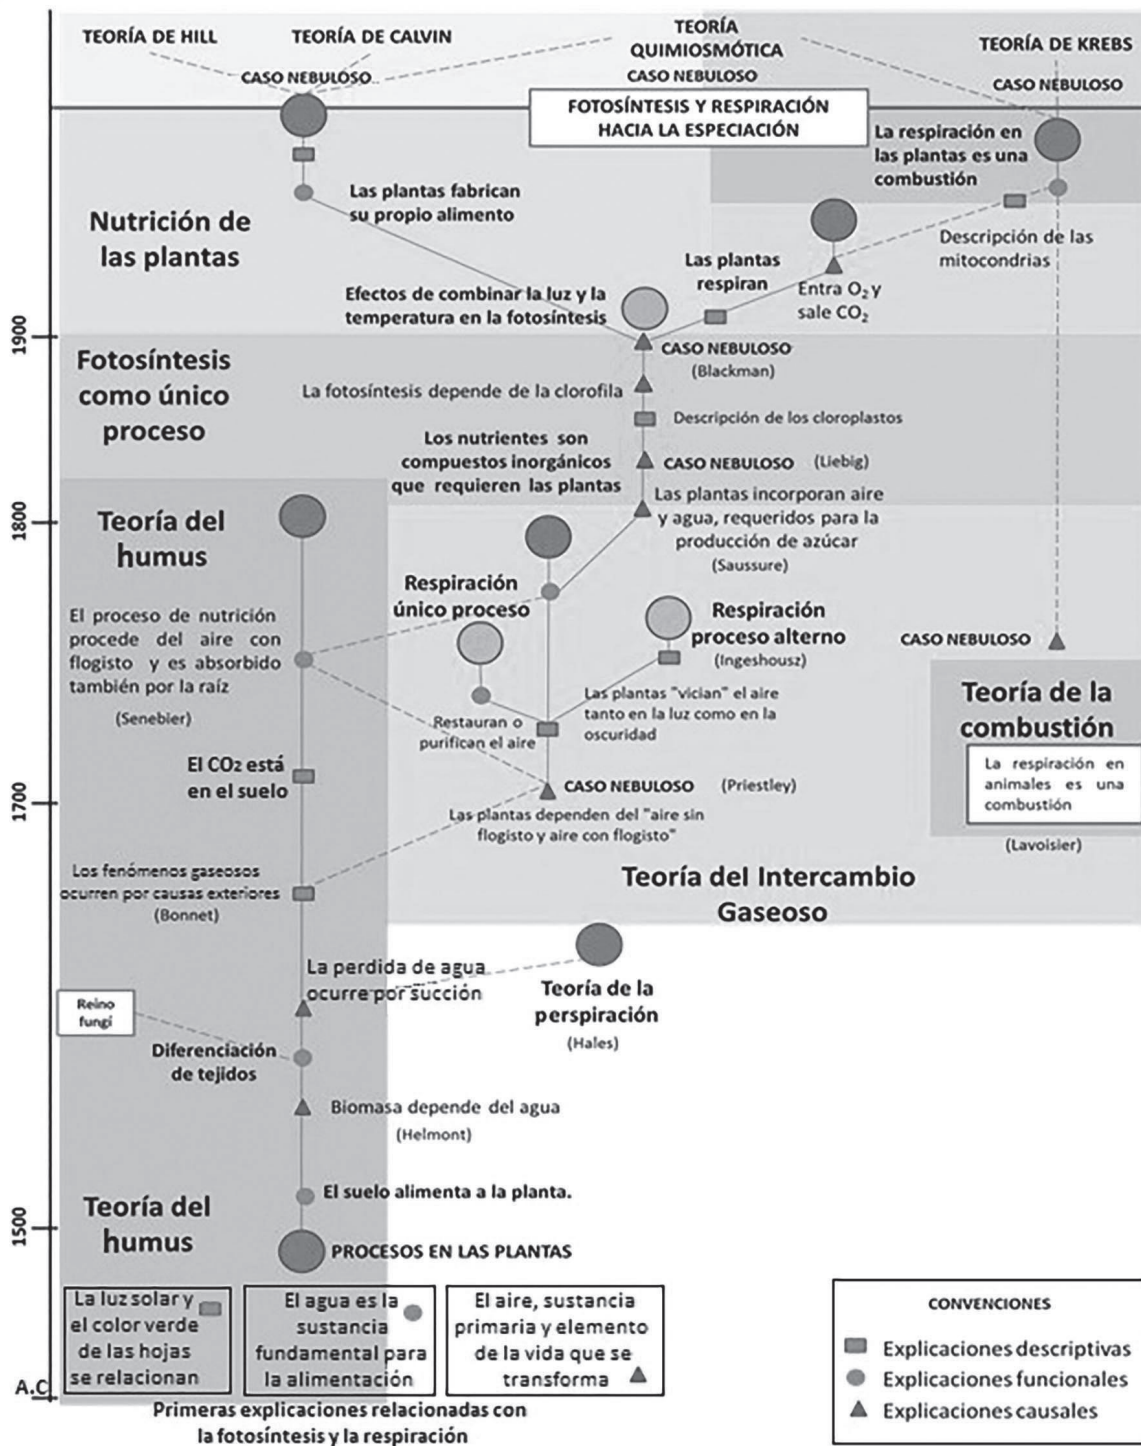 TEORÍA DE HILL
TEORÍA DE CALVIN
TEORÍA
QUIMIOSMÓTICA
TEORÍA DE KREBS
CASO NEBULOSO
CASO NEBULOSO
CASO NEBULOSO
FOTOSÍNTESIS Y RESPIRACIÓN
HACIA LA ESPECIACIÓN
La respiración en
las plantas es una
combustión
Las plantas fabrican
su propio alimento
Nutrición de
las plantas
Descripción de las
mitocondrias
Las plantas
respiran
Entra O₂ y
sale CO₂
Efectos de combinar la luz y la
temperatura en la fotosíntesis
1900
CASO NEBULOSO
(Blackman)
Fotosíntesis
como único
proceso
La fotosíntesis depende de la clorofila
Descripción de los cloroplastos
Los nutrientes son
compuestos inorgánicos
que requieren las plantas
CASO NEBULOSO (Liebig)
1800
Teoría del
humus
Las plantas incorporan aire
y agua, requeridos para la
producción de azúcar
(Saussure)
Respiración
único proceso
Respiración
proceso alterno
(Ingeshousz)
El proceso de nutrición
procede del aire con
flogisto y es absorbido
también por la raíz
(Senebier)
CASO NEBULOSO
Teoría de la
combustión
La respiración en
animales es una
combustión
(Lavoisier)
Las plantas "vician" el aire
tanto en la luz como en la
oscuridad
Restauran o
purifican el aire
El CO₂ está
en el suelo
1700
CASO NEBULOSO (Priestley)
Las plantas dependen del "aire sin
flogisto y aire con flogisto"
Los fenómenos gaseosos
ocurren por causas exteriores
(Bonnet)
Teoría del Intercambio
Gaseoso
La perdida de agua
ocurre por succión
Teoría de la
perspiración
(Hales)
Reino
fungí
Diferenciación
de tejidos
Biomasa depende del agua
(Helmont)
El suelo alimenta a la planta.
1500
Teoría del
humus
PROCESOS EN LAS PLANTAS
La luz solar y
el color verde
de las hojas
se relacionan
El agua es la
sustancia
fundamental para
la alimentación
El aire, sustancia
primaria y elemento
de la vida que se
transforma
A.C
Primeras explicaciones relacionadas con
la fotosíntesis y la respiración
CONVENCIONES
Explicaciones descriptivas
Explicaciones funcionales
Explicaciones causales